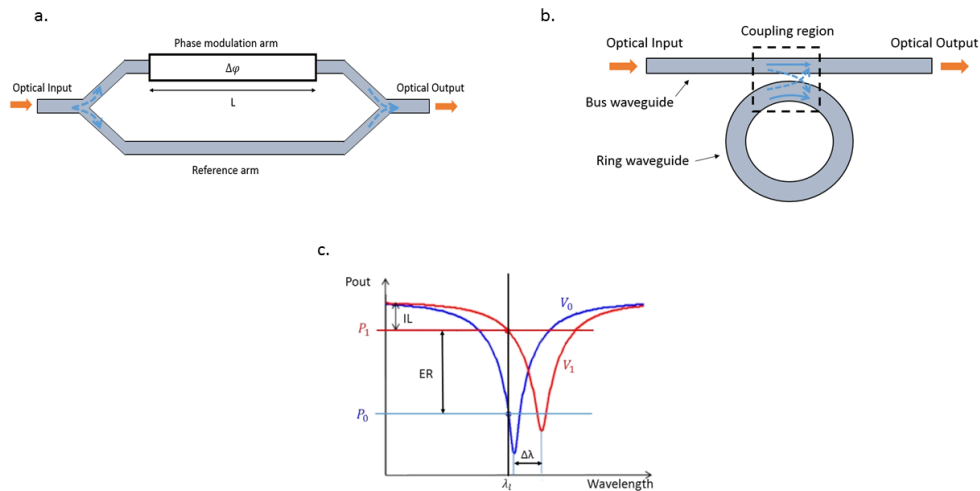 a.
Phase modulation arm
Δφ
Optical Input
Optical Output
L
Reference arm
b.
Coupling region
Optical Input
Optical Output
Bus waveguide
Ring waveguide
c.
Pout
V₀
IL
P₁
V₁
ER
P₀
Δλ
λₗ
Wavelength